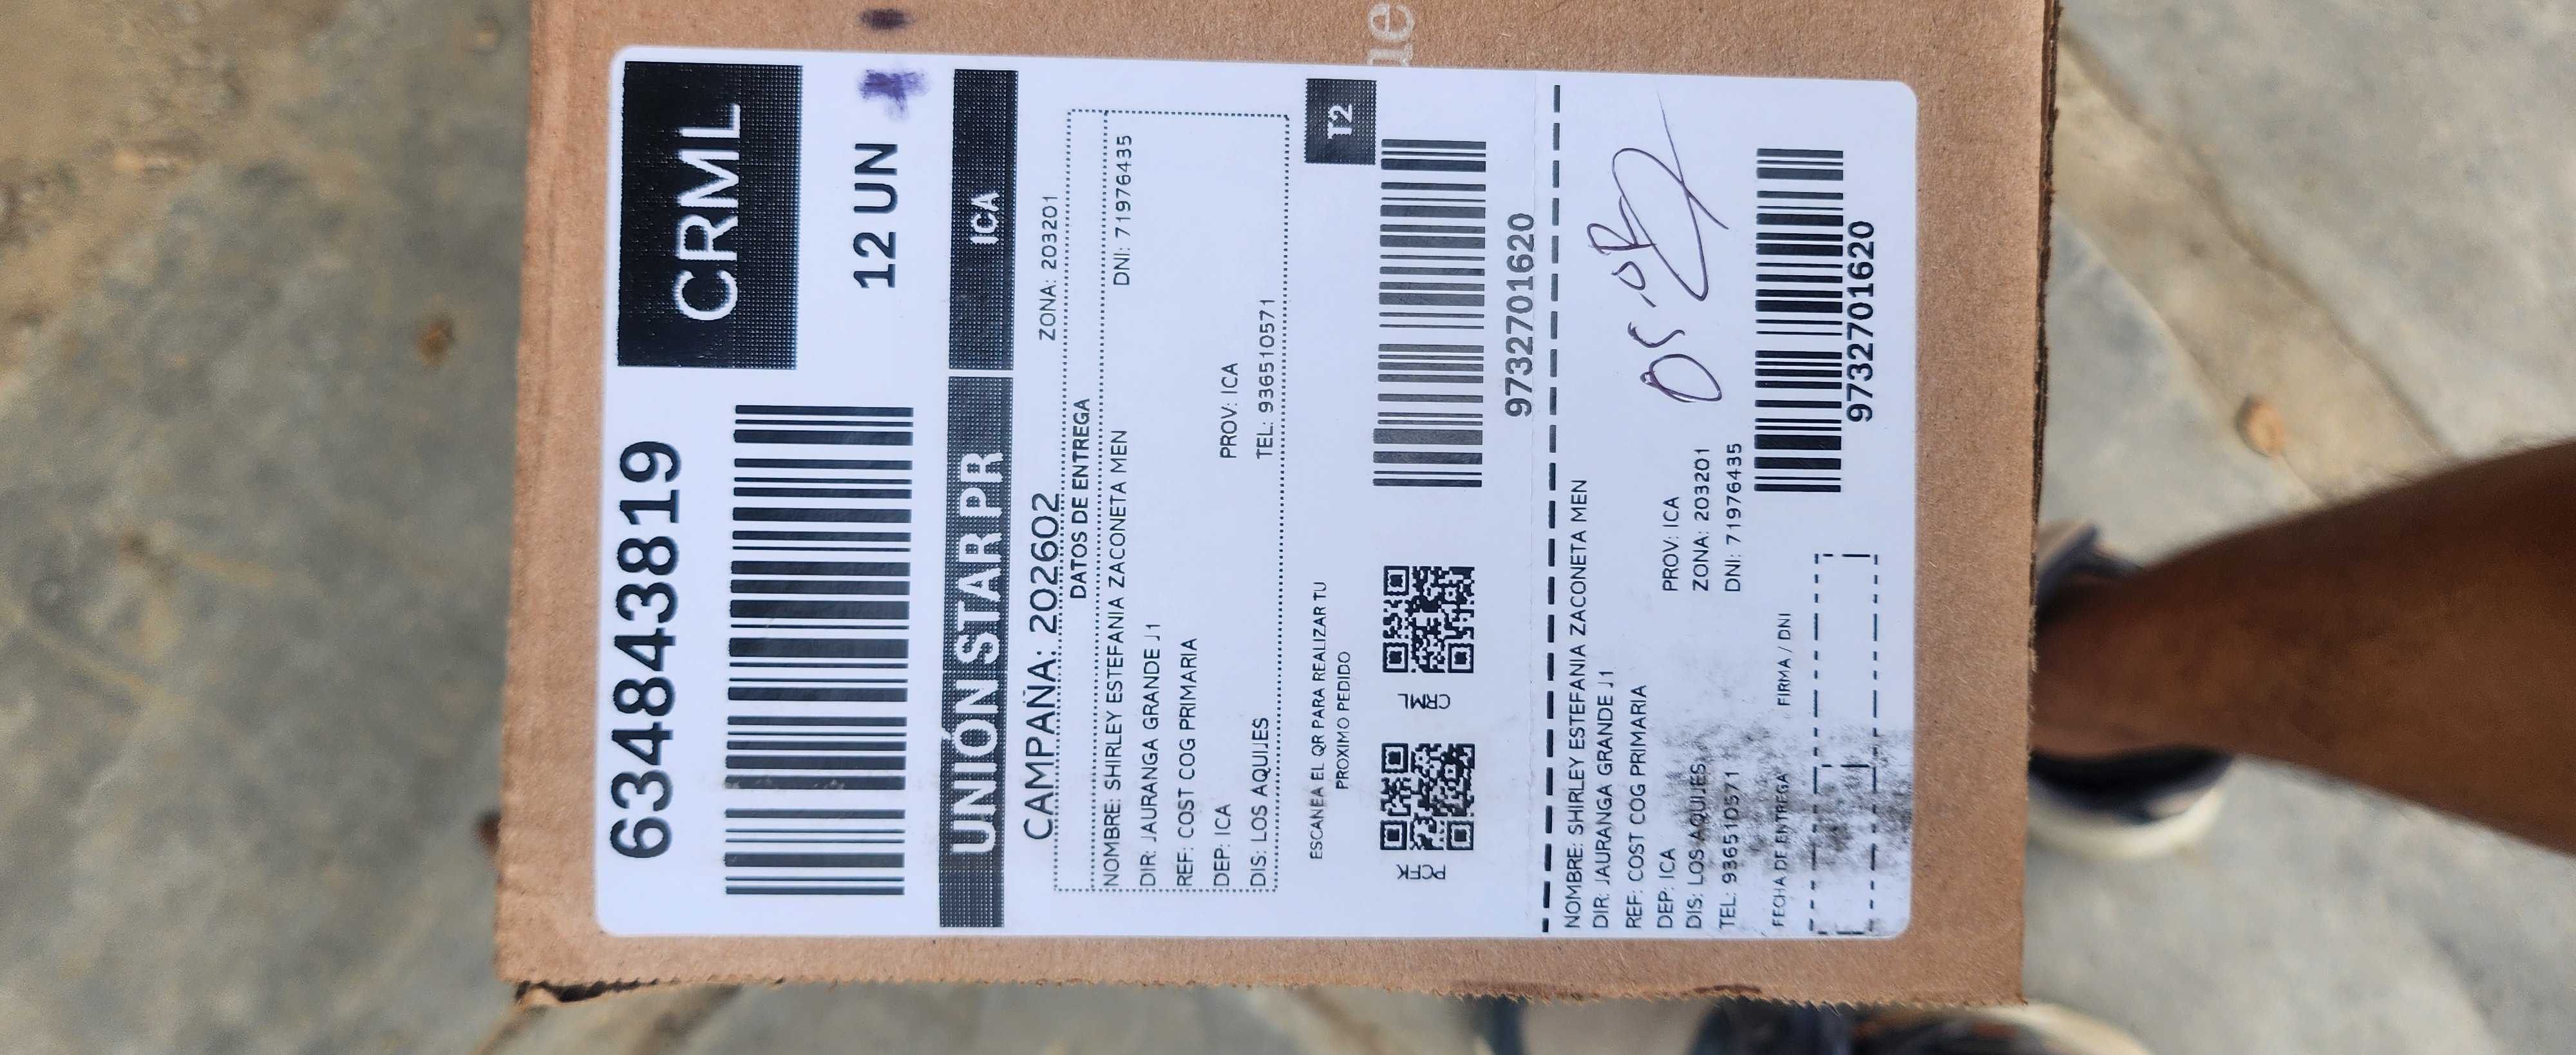 ue
6348438819
CRML
12 UN
UNIÓN STAR PR
ICA
CAMPAÑA: 202602
ZONA: 203201
DATOS DE ENTREGA
NOMBRE: SHIRLEY ESTEFANIA ZACONETA MEN
DNI: 71976435
DIR: JAURANGA GRANDE J1
REF: COST COG PRIMARIA
DEP: ICA PROV: ICA
DIS: LOS AQUIJES TEL: 936510571
T2
ESCANEA EL QR PARA REALIZAR TU
PROXIMO PEDIDO
PCFK CRML
9732701620
NOMBRE: SHIRLEY ESTEFANIA ZACONETA MEN
DIR: JAURANGA GRANDE J1
REF: COST COG PRIMARIA
DEP: ICA PROV: ICA
DIS: LOS AQUIJES ZONA: 203201
TEL: 936510571 DNI: 71976435
FECHA DE ENTREGA FIRMA / DNI
9732701620